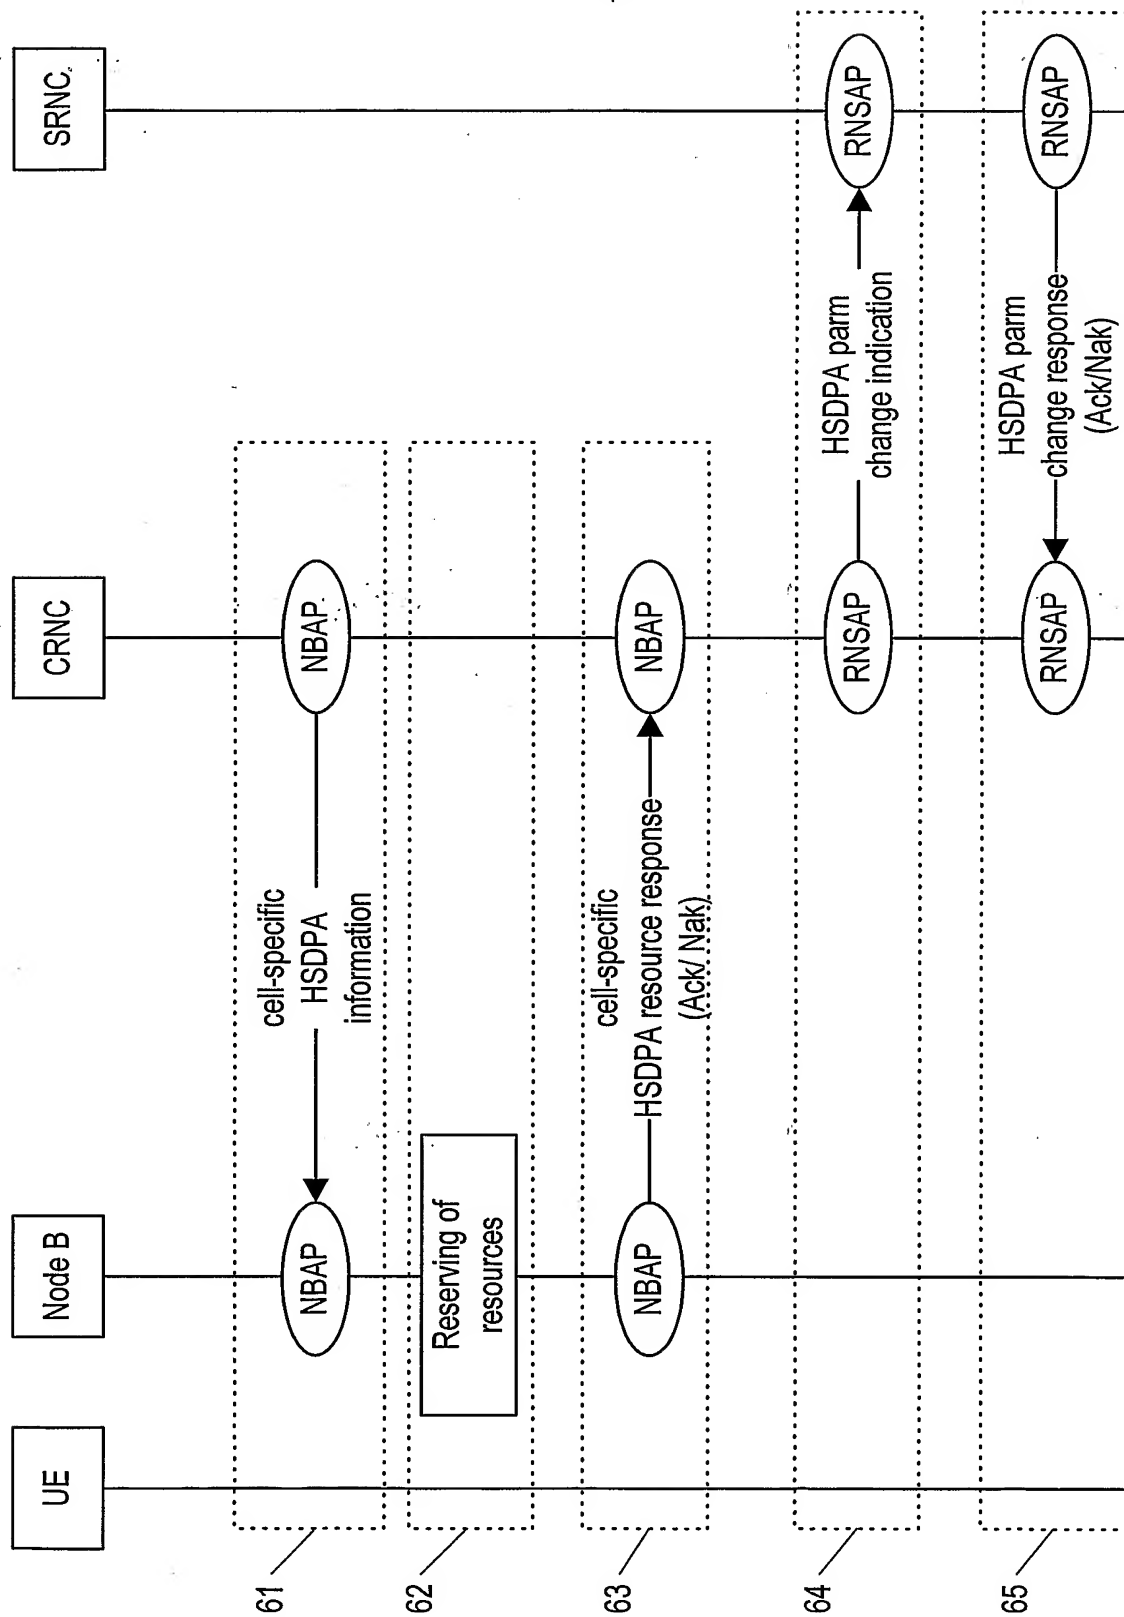 UE
Node B
CRNC
SRNC
61
NBAP
cell-specific
HSDPA
information
NBAP
62
Reserving of
resources
63
NBAP
cell-specific
HSDPA resource response
(Ack/ Nak)
NBAP
64
RNSAP
HSDPA parm
change indication
RNSAP
65
RNSAP
HSDPA parm
change response
(Ack/Nak)
RNSAP